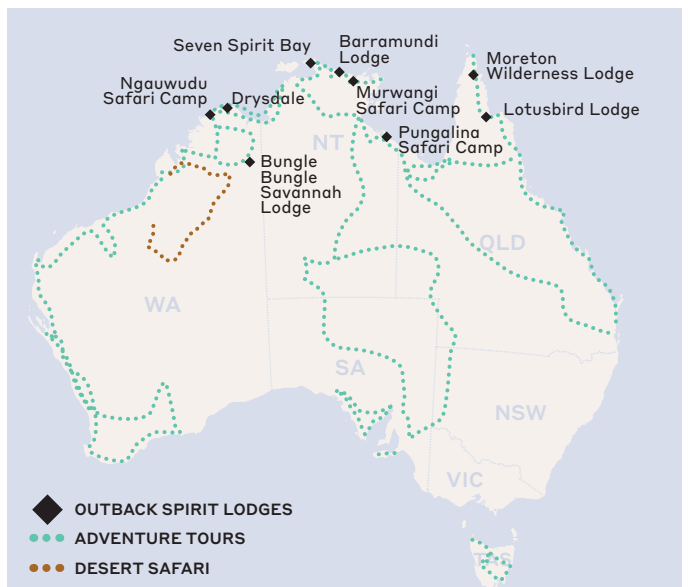 Seven Spirit Bay
Barramundi
Lodge
Moreton
Wilderness Lodge
Ngauwudu
Safari Camp
Drysdale
Murwangi
Safari Camp
Lotusbird Lodge
NT
Pungalina
Safari Camp
Bungle
Bungle
Savannah
Lodge
QLD
WA
SA
NSW
VIC
TAS
OUTBACK SPIRIT LODGES
ADVENTURE TOURS
DESERT SAFARI